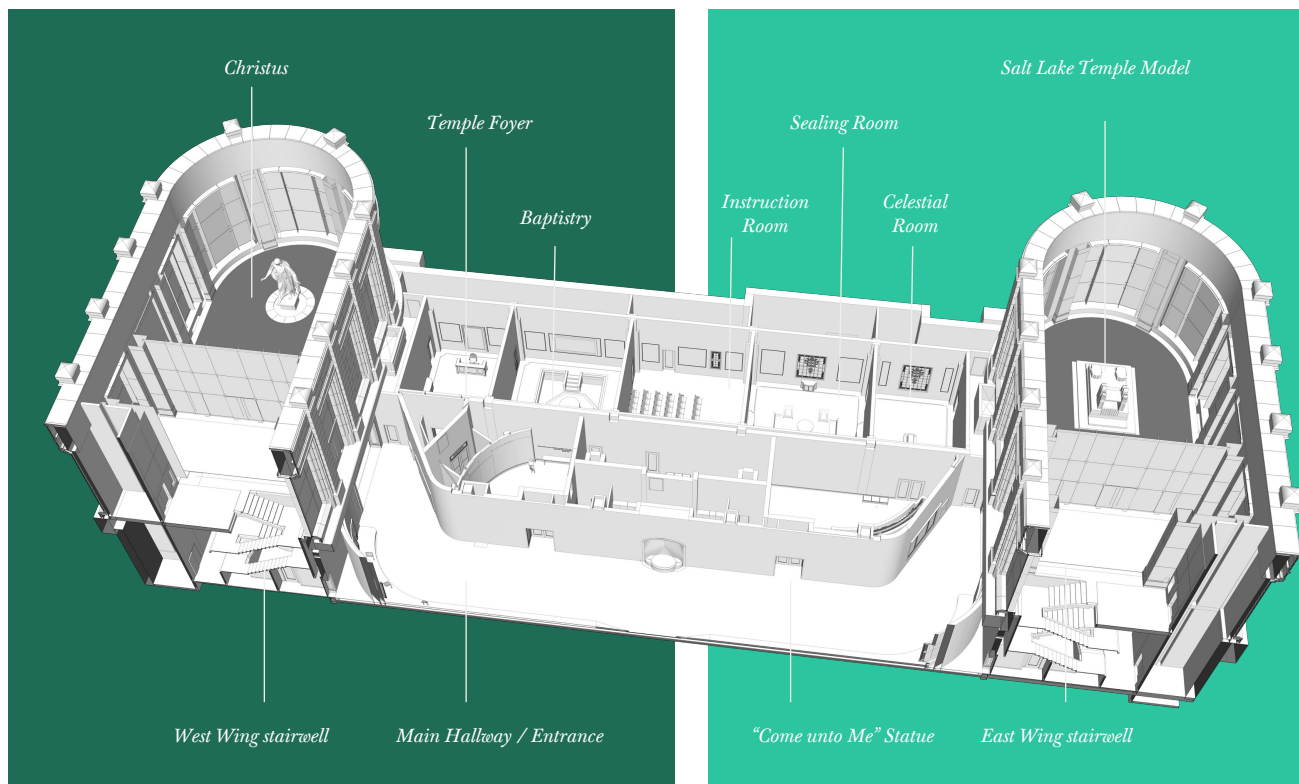 Christus
Salt Lake Temple Model
Temple Foyer
Sealing Room
Baptistry
Instruction
Room
Celestial
Room
West Wing stairwell
Main Hallway / Entrance
“Come unto Me” Statue
East Wing stairwell